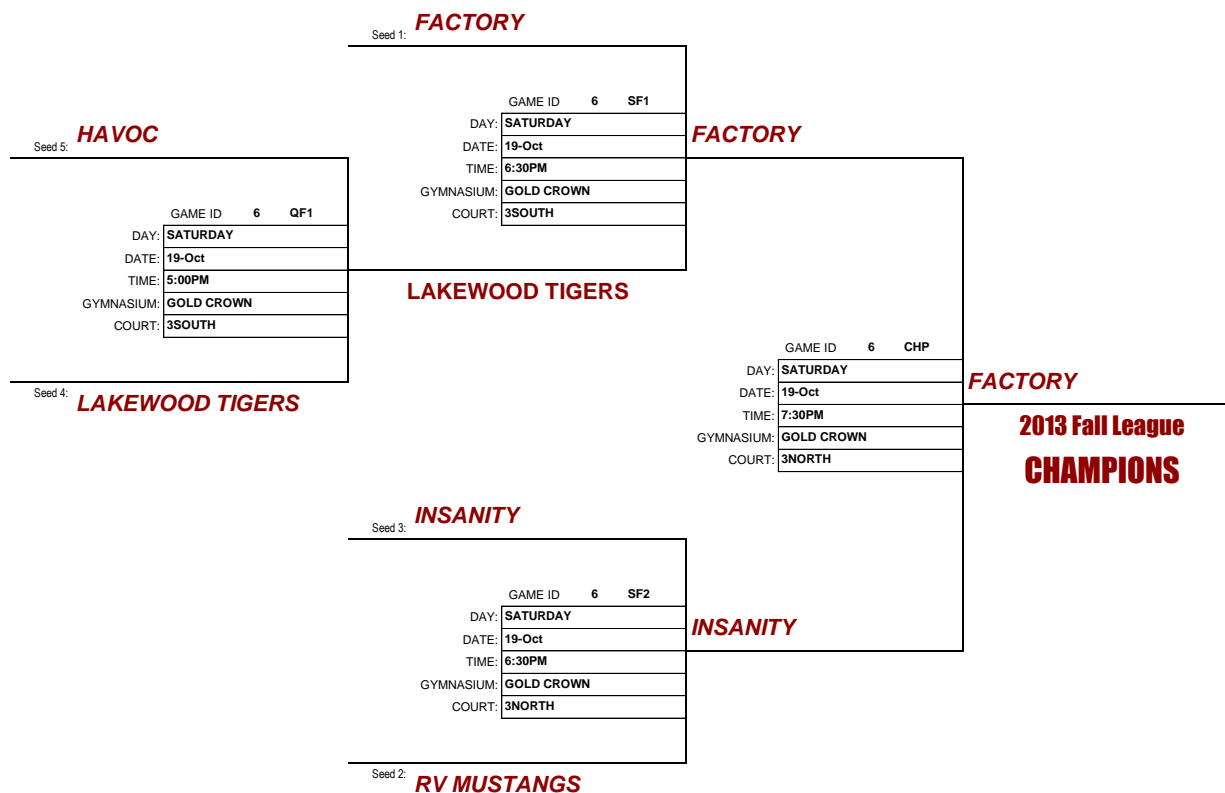 Seed 1: FACTORY
GAME ID 6 SF1
DAY: SATURDAY
DATE: 19-Oct
TIME: 6:30PM
GYMNASIUM: GOLD CROWN
COURT: 3SOUTH
FACTORY
Seed 5: HAVOC
GAME ID 6 QF1
DAY: SATURDAY
DATE: 19-Oct
TIME: 5:00PM
GYMNASIUM: GOLD CROWN
COURT: 3SOUTH
LAKEWOOD TIGERS
Seed 4: LAKEWOOD TIGERS
GAME ID 6 CHP
DAY: SATURDAY
DATE: 19-Oct
TIME: 7:30PM
GYMNASIUM: GOLD CROWN
COURT: 3NORTH
FACTORY
2013 Fall League
CHAMPIONS
Seed 3: INSANITY
GAME ID 6 SF2
DAY: SATURDAY
DATE: 19-Oct
TIME: 6:30PM
GYMNASIUM: GOLD CROWN
COURT: 3NORTH
INSANITY
Seed 2: RV MUSTANGS